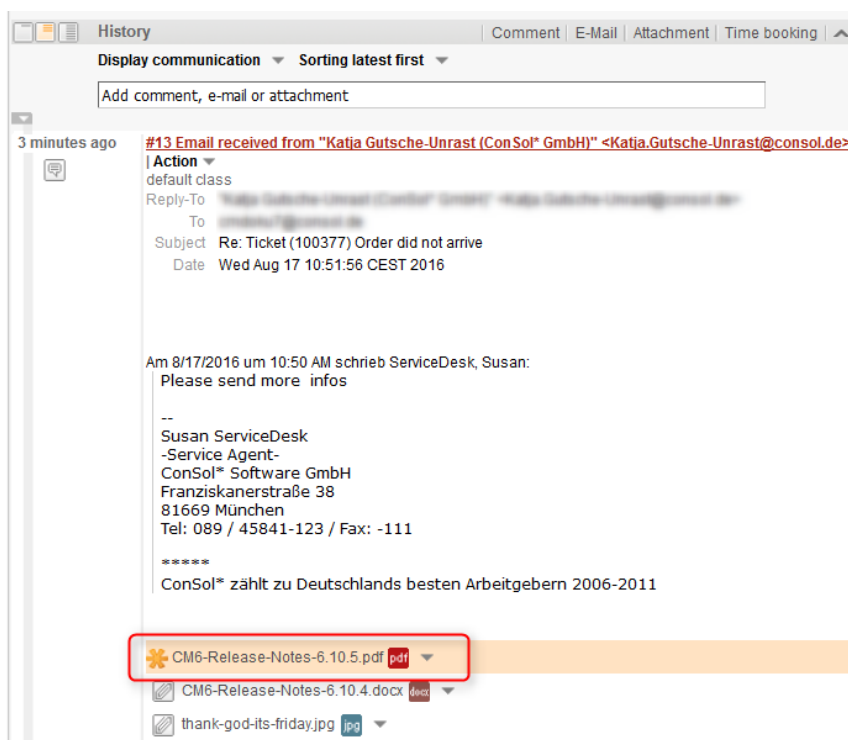 History Comment E-Mail Attachment Time booking
Display communication Sorting latest first
Add comment, e-mail or attachment
3 minutes ago #13 Email received from "Katja Gutsche-Unrast (ConSol* GmbH)" <Katja.Gutsche-Unrast@consol.de>
| Action
default class
Reply-To
To
Subject Re: Ticket (100377) Order did not arrive
Date Wed Aug 17 10:51:56 CEST 2016
Am 8/17/2016 um 10:50 AM schrieb ServiceDesk, Susan:
Please send more infos
--
Susan ServiceDesk
-Service Agent-
ConSol* Software GmbH
Franziskanerstraße 38
81669 München
Tel: 089 / 45841-123 / Fax: -111
*****
ConSol* zählt zu Deutschlands besten Arbeitgebern 2006-2011
CM6-Release-Notes-6.10.5.pdf pdf
CM6-Release-Notes-6.10.4.docx docx
thank-god-its-friday.jpg jpg